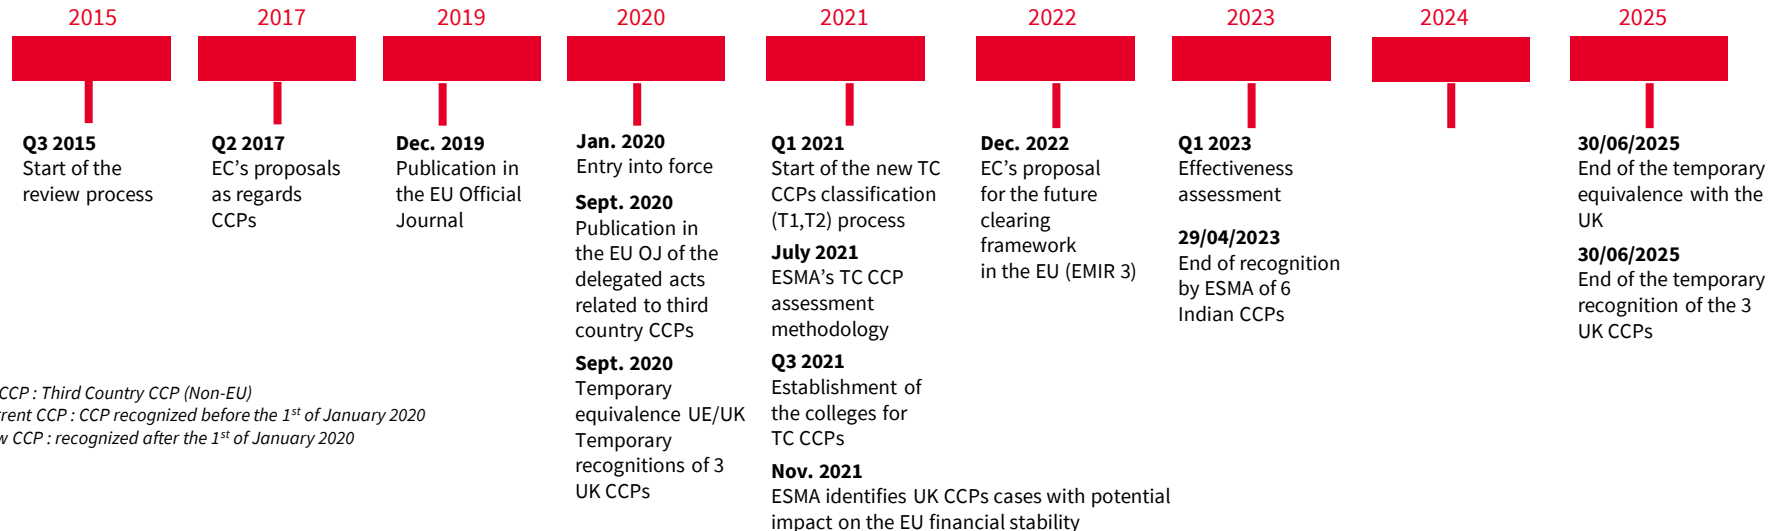 2015
2017
2019
2020
2021
2022
2023
2024
2025
Q3 2015
Start of the
review process
Q2 2017
EC's proposals
as regards
CCPs
Dec. 2019
Publication in
the EU Official
Journal
Jan. 2020
Entry into force
Sept. 2020
Publication in
the EU OJ of the
delegated acts
related to third
country CCPs
Sept. 2020
Temporary
equivalence UE/UK
Temporary
recognitions of 3
UK CCPs
Q1 2021
Start of the new TC
CCPs classification
(T1,T2) process
July 2021
ESMA's TC CCP
assessment
methodology
Q3 2021
Establishment of
the colleges for
TC CCPs
Nov. 2021
ESMA identifies UK CCPs cases with potential
impact on the EU financial stability
Dec. 2022
EC's proposal
for the future
clearing
framework
in the EU (EMIR 3)
Q1 2023
Effectiveness
assessment
29/04/2023
End of recognition
by ESMA of 6
Indian CCPs
30/06/2025
End of the temporary
equivalence with the
UK
30/06/2025
End of the temporary
recognition of the 3
UK CCPs
CCP : Third Country CCP (Non-EU)
CCP : CCP recognized before the 1st of January 2020
CCP : recognized after the 1st of January 2020